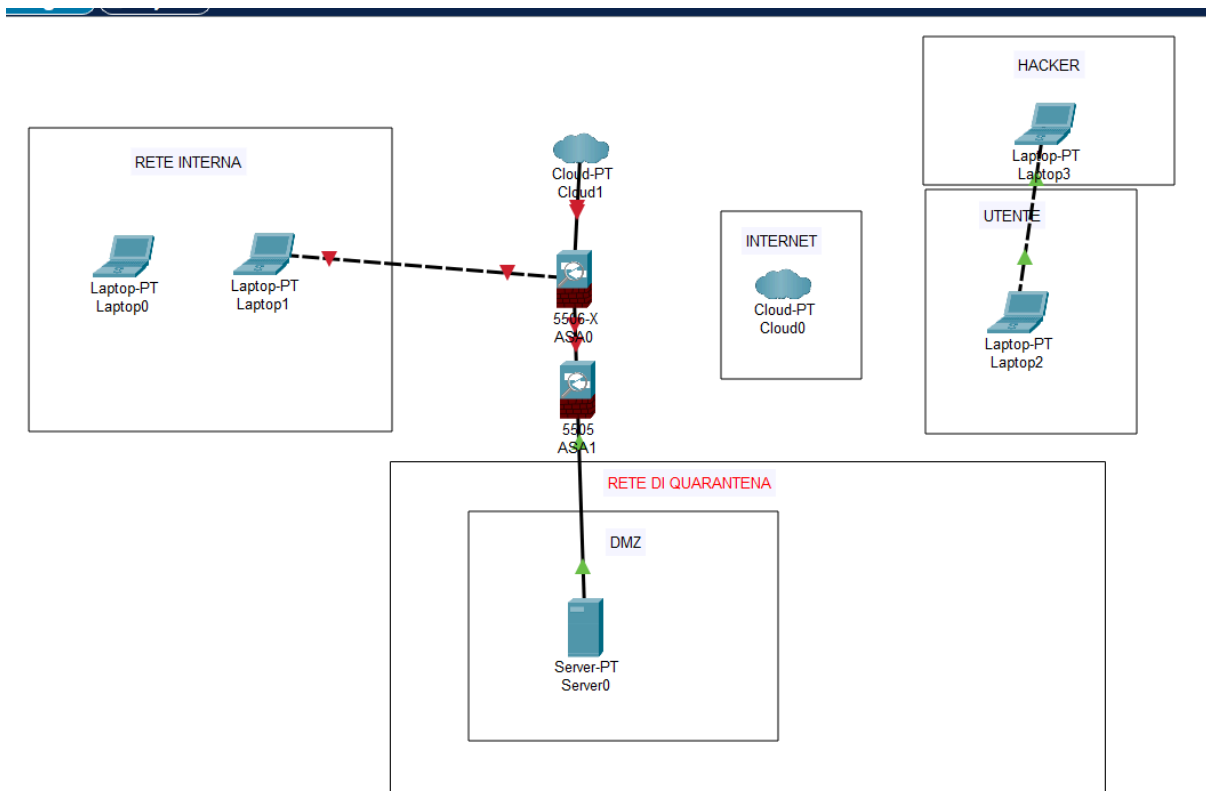 HACKER
Laptop-PT
Laptop3
RETE INTERNA
Cloud-PT
Cloud1
UTENTE
INTERNET
Laptop-PT
Laptop0
Laptop-PT
Laptop1
Cloud-PT
Cloud0
5506-X
ASA0
Laptop-PT
Laptop2
5505
ASA1
RETE DI QUARANTENA
DMZ
Server-PT
Server0